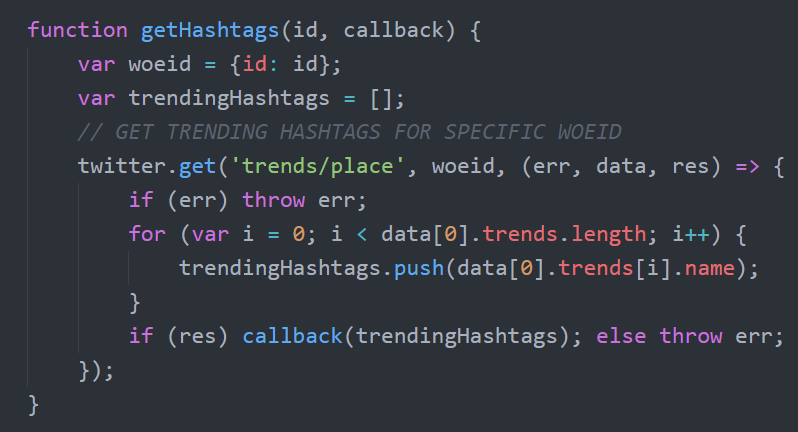 function getHashtags(id, callback) {
    var woeid = {id: id};
    var trendingHashtags = [];
    // GET TRENDING HASHTAGS FOR SPECIFIC WOEID
    twitter.get('trends/place', woeid, (err, data, res) => {
        if (err) throw err;
        for (var i = 0; i < data[0].trends.length; i++) {
            trendingHashtags.push(data[0].trends[i].name);
        }
        if (res) callback(trendingHashtags); else throw err;
    });
}